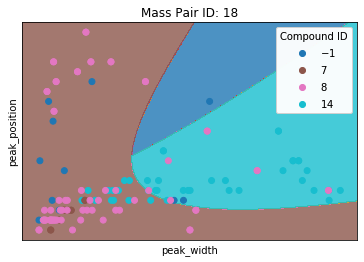 Mass Pair ID: 18
Compound ID
−1
7
8
14
peak_position
peak_width